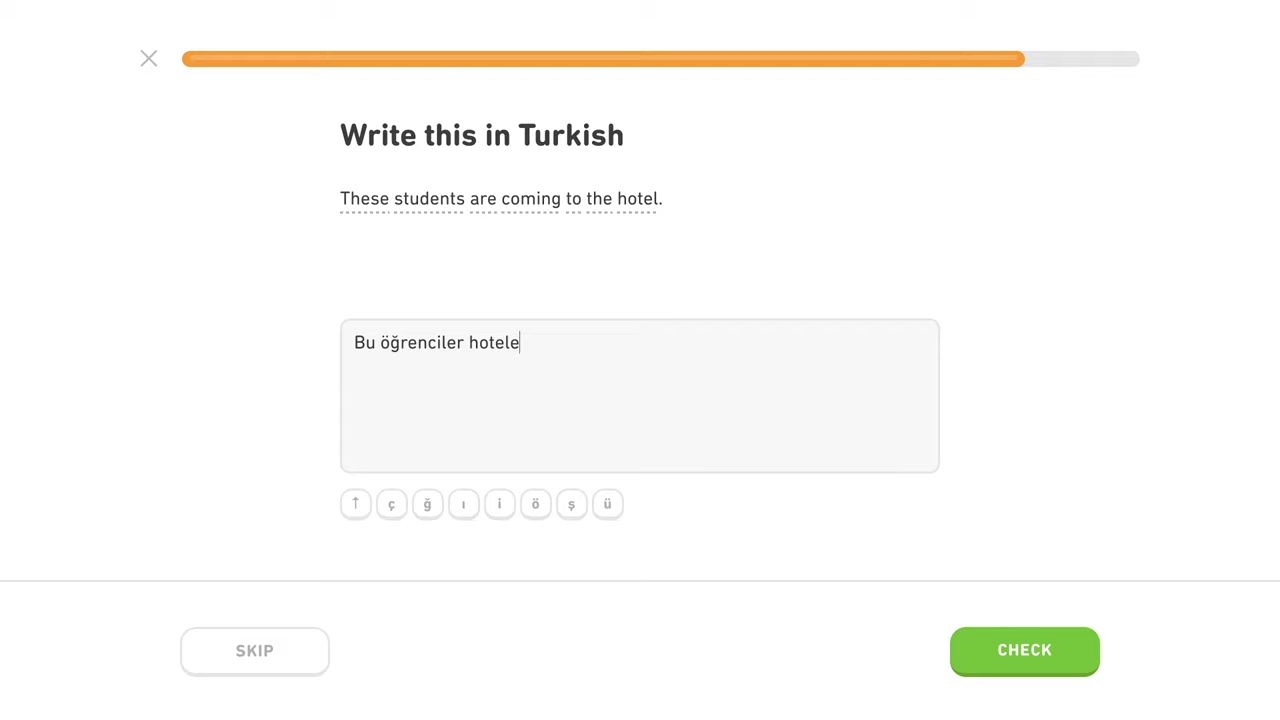 Write this in Turkish
These students are coming to the hotel.
Bu öğrenciler hotele
↑ ç ğ ı i ö ş ü
SKIP
CHECK